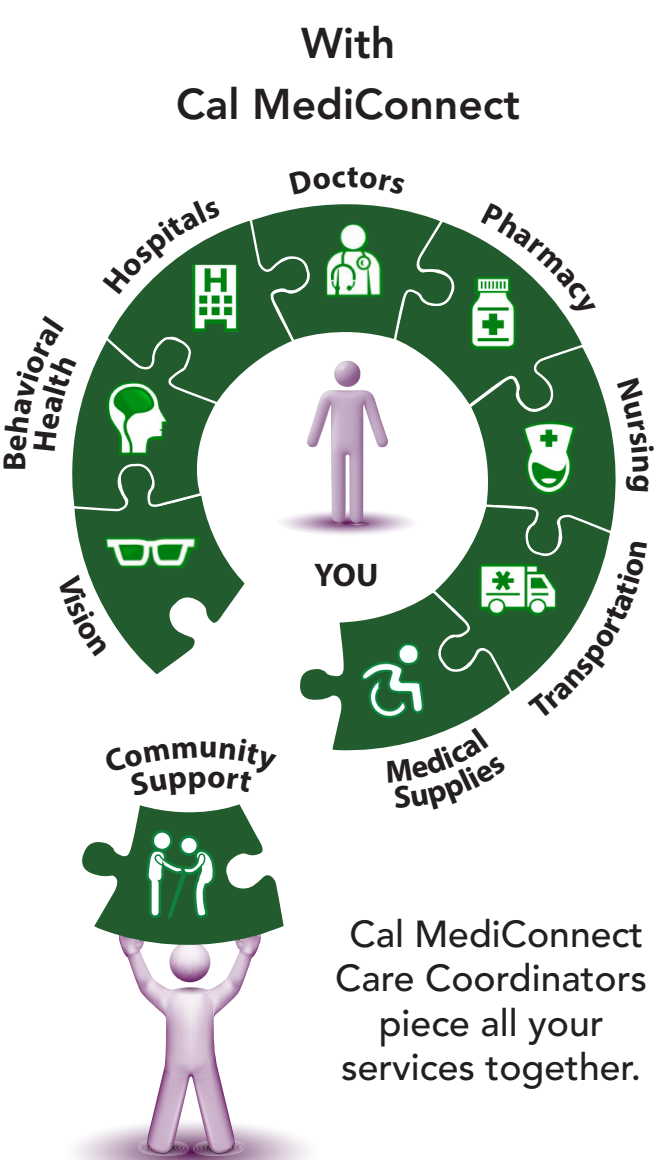 With
Cal MediConnect
Doctors
Hospitals
Pharmacy
Behavioral
Health
Nursing
H
YOU
Vision
Transportation
Medical
Supplies
Community
Support
Cal MediConnect
Care Coordinators
piece all your
services together.